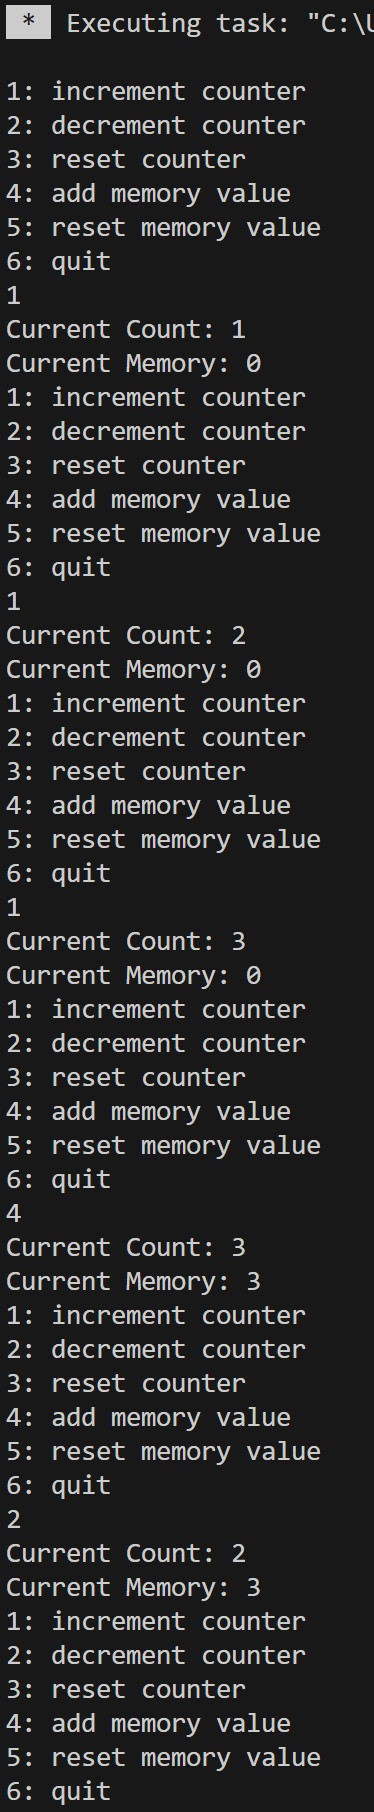 * Executing task: "C:\U
1: increment counter
2: decrement counter
3: reset counter
4: add memory value
5: reset memory value
6: quit
1
Current Count: 1
Current Memory: 0
1: increment counter
2: decrement counter
3: reset counter
4: add memory value
5: reset memory value
6: quit
1
Current Count: 2
Current Memory: 0
1: increment counter
2: decrement counter
3: reset counter
4: add memory value
5: reset memory value
6: quit
1
Current Count: 3
Current Memory: 0
1: increment counter
2: decrement counter
3: reset counter
4: add memory value
5: reset memory value
6: quit
4
Current Count: 3
Current Memory: 3
1: increment counter
2: decrement counter
3: reset counter
4: add memory value
5: reset memory value
6: quit
2
Current Count: 2
Current Memory: 3
1: increment counter
2: decrement counter
3: reset counter
4: add memory value
5: reset memory value
6: quit